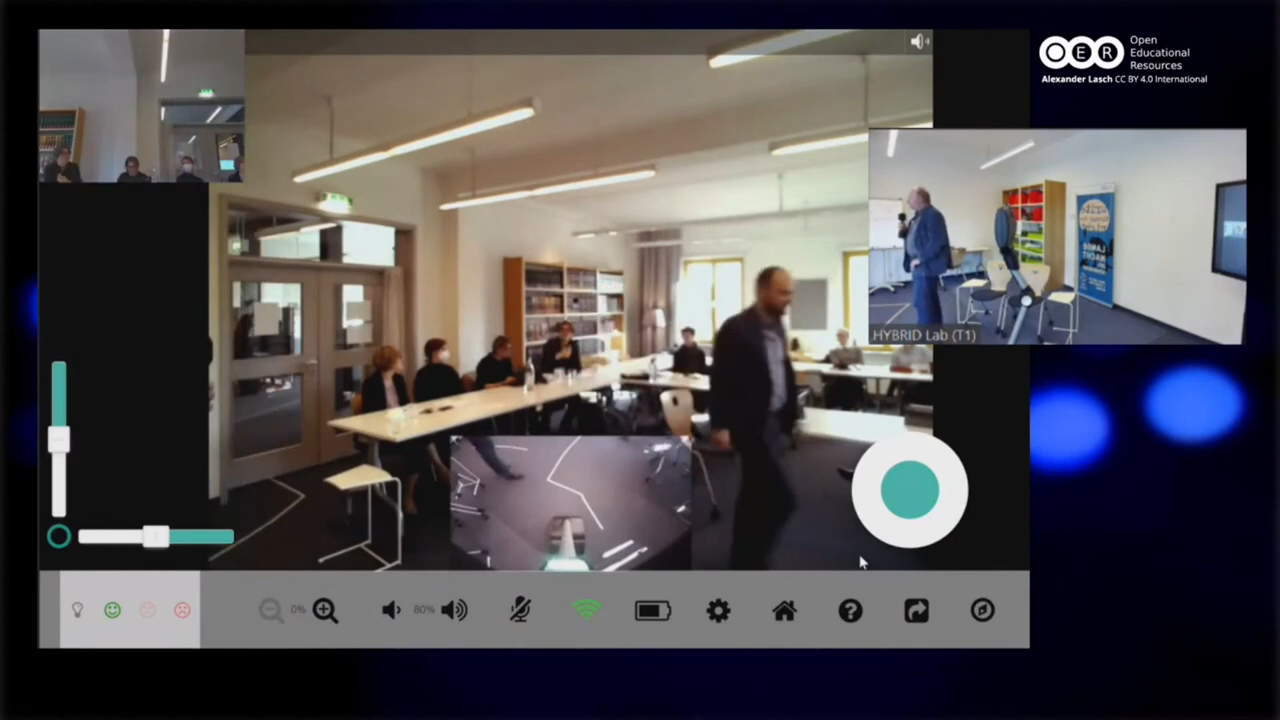 OER
Open
Educational
Resources
Alexander Lasch CC BY 4.0 International
HYBRID Lab (T1)
0%
80%